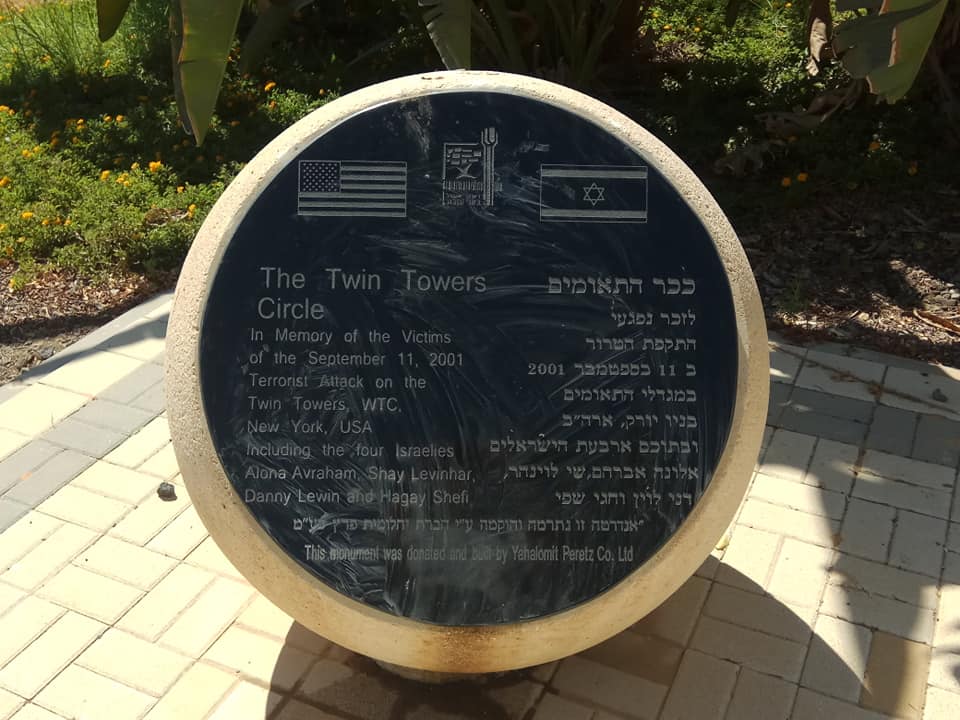 The Twin Towers
Circle
In Memory of the Victims
of the September 11, 2001
Terrorist Attack on the
Twin Towers, WTC,
New York, USA
Including the four Israelies
Alona Avraham, Shay Levinhar,
Danny Lewin and Hagay Shefi
ככר התאומים
לזכר נפגעי
התקפת הטרור
ב 11 בספטמבר 2001
במגדלי התאומים
בניו יורק, ארה״ב
ובתוכם ארבעת הישראלים
אלונה אברהם, שי לוינהר,
דני לוין וחגי שפי
"אנדרטה זו נתרמה והוקמה ע״י חברת יהלומית פרץ בע״מ"
This monument was donated and built by Yehalomit Peretz Co. Ltd